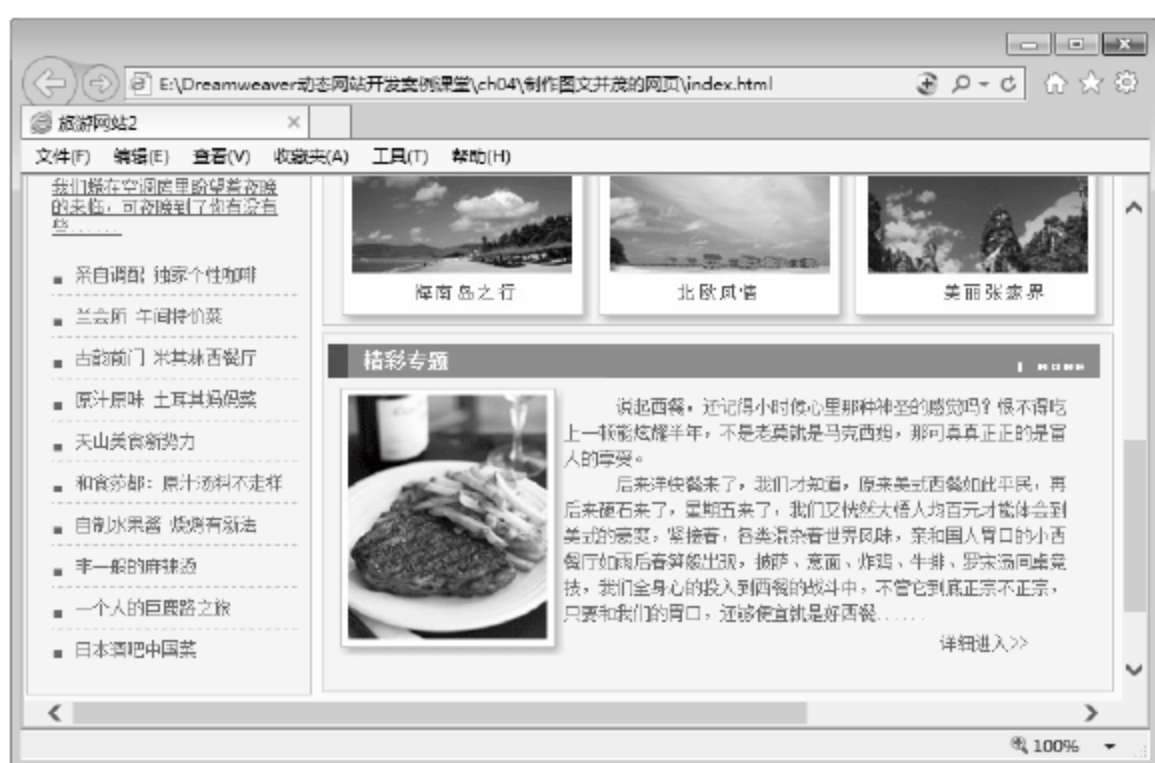 E:\Dreamweaver动态网站开发案例课堂\ch04\制作图文并茂的网页\index.html
旅游网站2
文件(F) 编辑(E) 查看(V) 收藏夹(A) 工具(T) 帮助(H)
我们躲在空调房里盼望着夜晚
的来临，可夜晚到了你有没有
些......
亲自调配 独家个性咖啡
兰会所 午间特价菜
古韵前门 米其林西餐厅
原汁原味 土耳其妈妈菜
天山美食新势力
和食莎都：原汁汤料不走样
自制水果酱 烧烤有新法
非一般的麻辣烫
一个人的巨鹿路之旅
日本酒吧中国菜
海南岛之行
北欧风情
美丽张家界
精彩专题
MORE
说起西餐，还记得小时候心里那种神圣的感觉吗？恨不得吃
上一顿能炫耀半年，不是老莫就是马克西姆，那可真真正正的是富
人的享受。
后来洋快餐来了，我们才知道，原来美式西餐如此平民，再
后来硬石来了，星期五来了，我们又恍然大悟人均百元才能体会到
美式的豪爽，紧接着，各类混杂着世界风味，亲和国人胃口的小西
餐厅如雨后春笋般出现，披萨、意面、炸鸡、牛排、罗宋汤同桌竞
技，我们全身心的投入到西餐的战斗中，不管它到底正宗不正宗，
只要和我们的胃口，还够便宜就是好西餐......
详细进入>>
100%